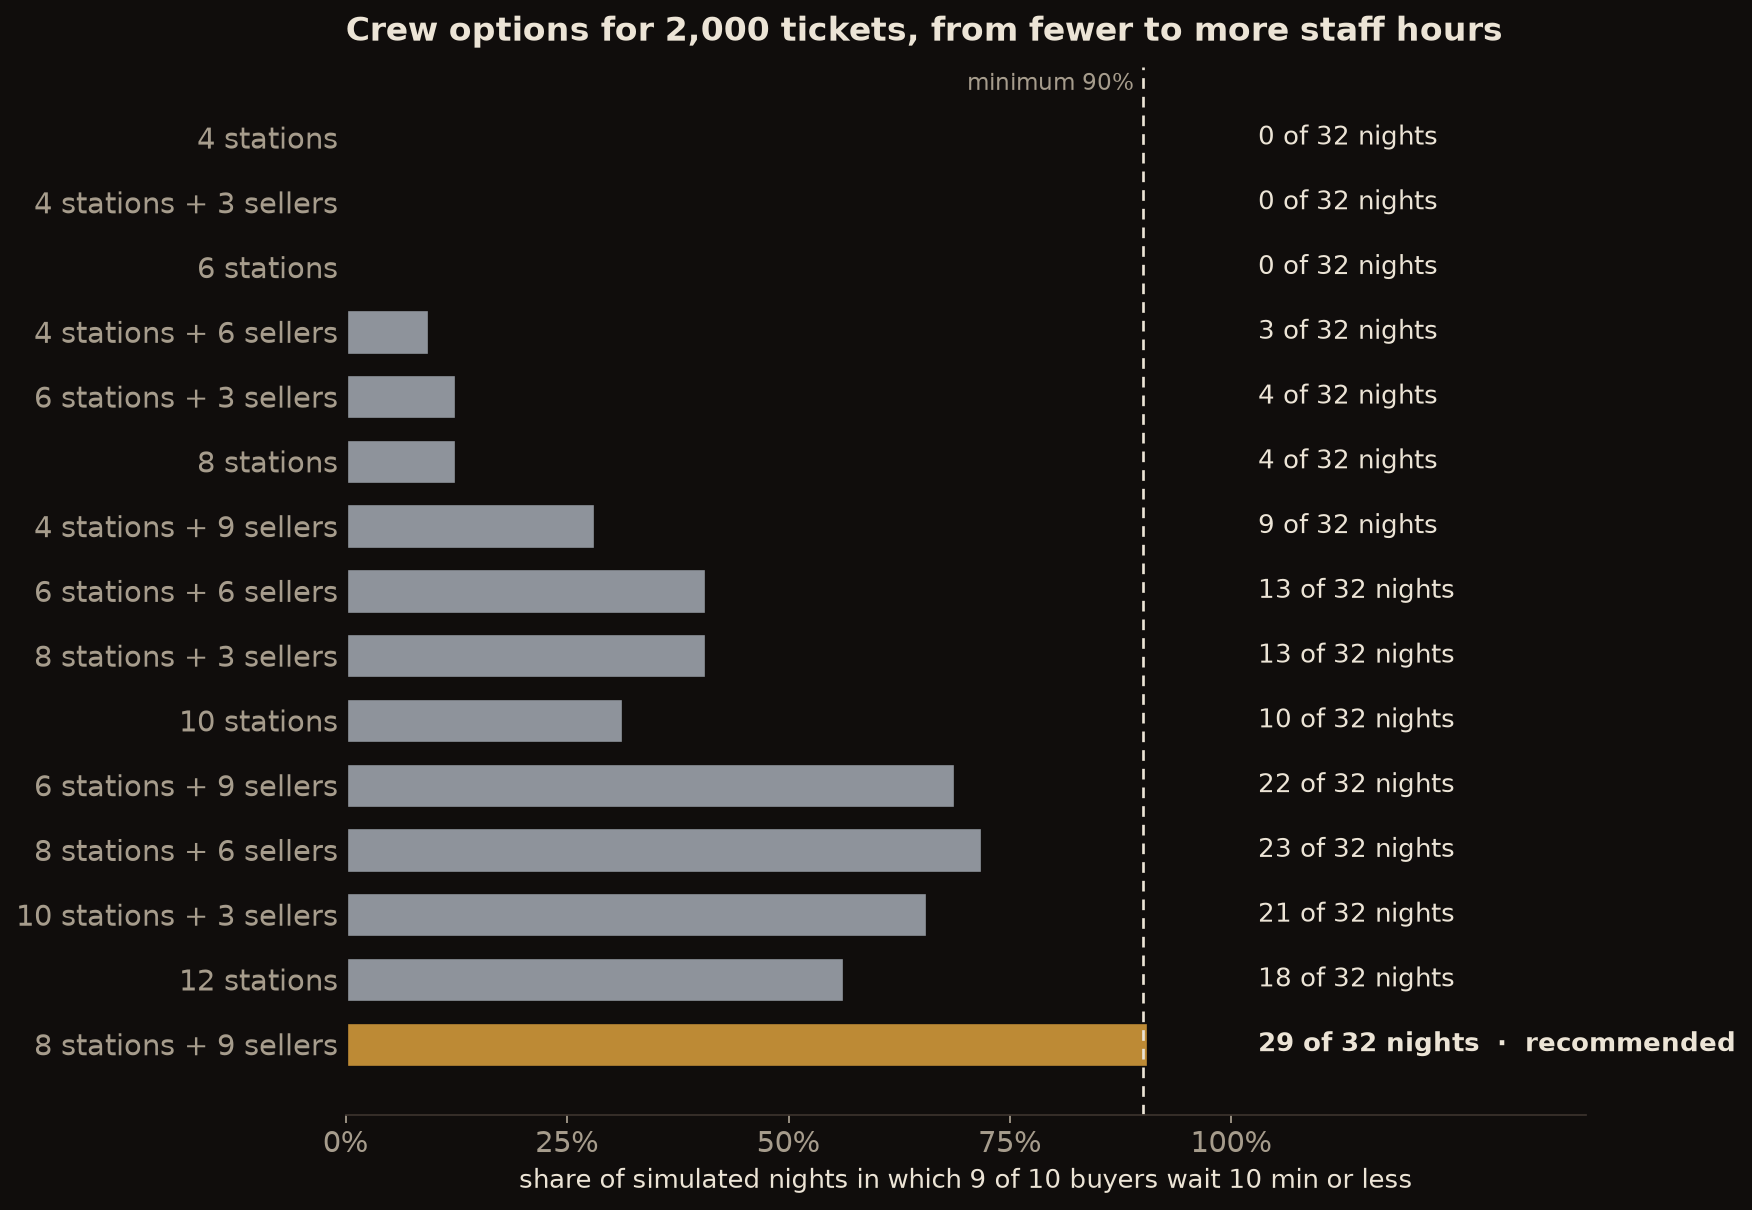 Crew options for 2,000 tickets, from fewer to more staff hours
minimum 90%
4 stations 0 of 32 nights
4 stations + 3 sellers 0 of 32 nights
6 stations 0 of 32 nights
4 stations + 6 sellers 3 of 32 nights
6 stations + 3 sellers 4 of 32 nights
8 stations 4 of 32 nights
4 stations + 9 sellers 9 of 32 nights
6 stations + 6 sellers 13 of 32 nights
8 stations + 3 sellers 13 of 32 nights
10 stations 10 of 32 nights
6 stations + 9 sellers 22 of 32 nights
8 stations + 6 sellers 23 of 32 nights
10 stations + 3 sellers 21 of 32 nights
12 stations 18 of 32 nights
8 stations + 9 sellers 29 of 32 nights · recommended
0% 25% 50% 75% 100%
share of simulated nights in which 9 of 10 buyers wait 10 min or less